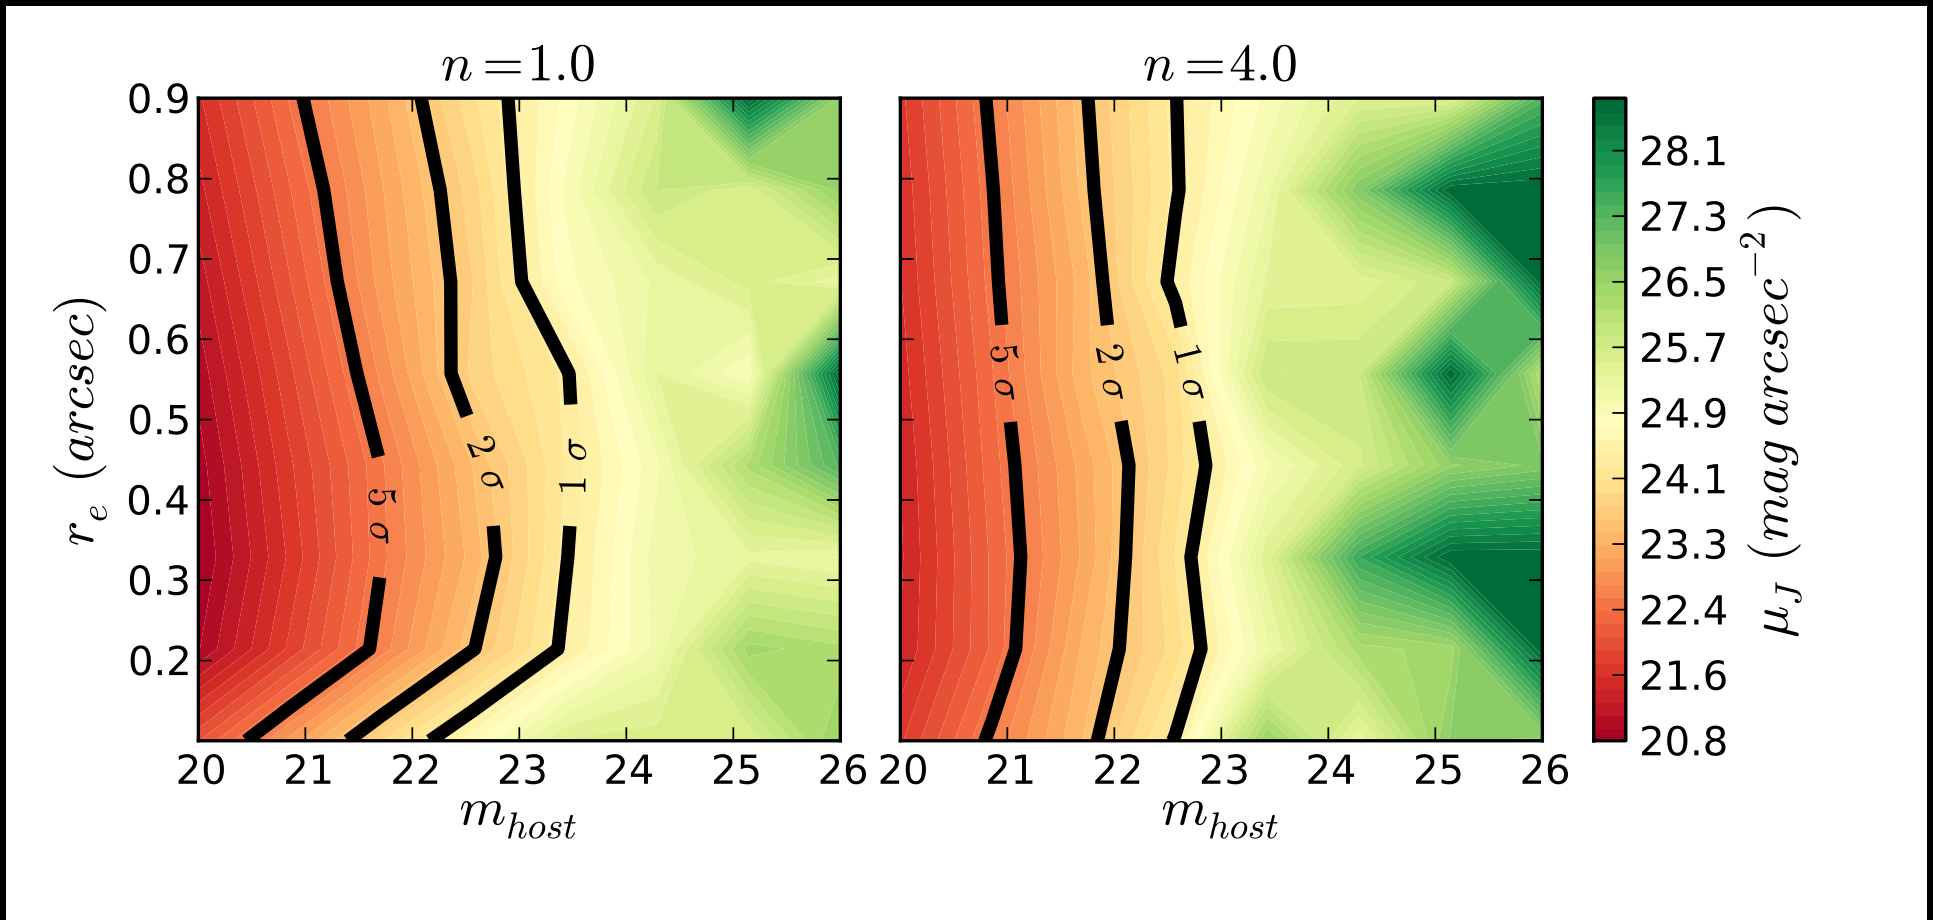 n = 1.0
n = 4.0
0.9
0.8
0.7
0.6
0.5
0.4
0.3
0.2
r_e (arcsec)
5 σ
2 σ
1 σ
5 σ
2 σ
1 σ
20 21 22 23 24 25 26
20 21 22 23 24 25 26
m_host
m_host
28.1
27.3
26.5
25.7
24.9
24.1
23.3
22.4
21.6
20.8
μ_J (mag arcsec⁻²)